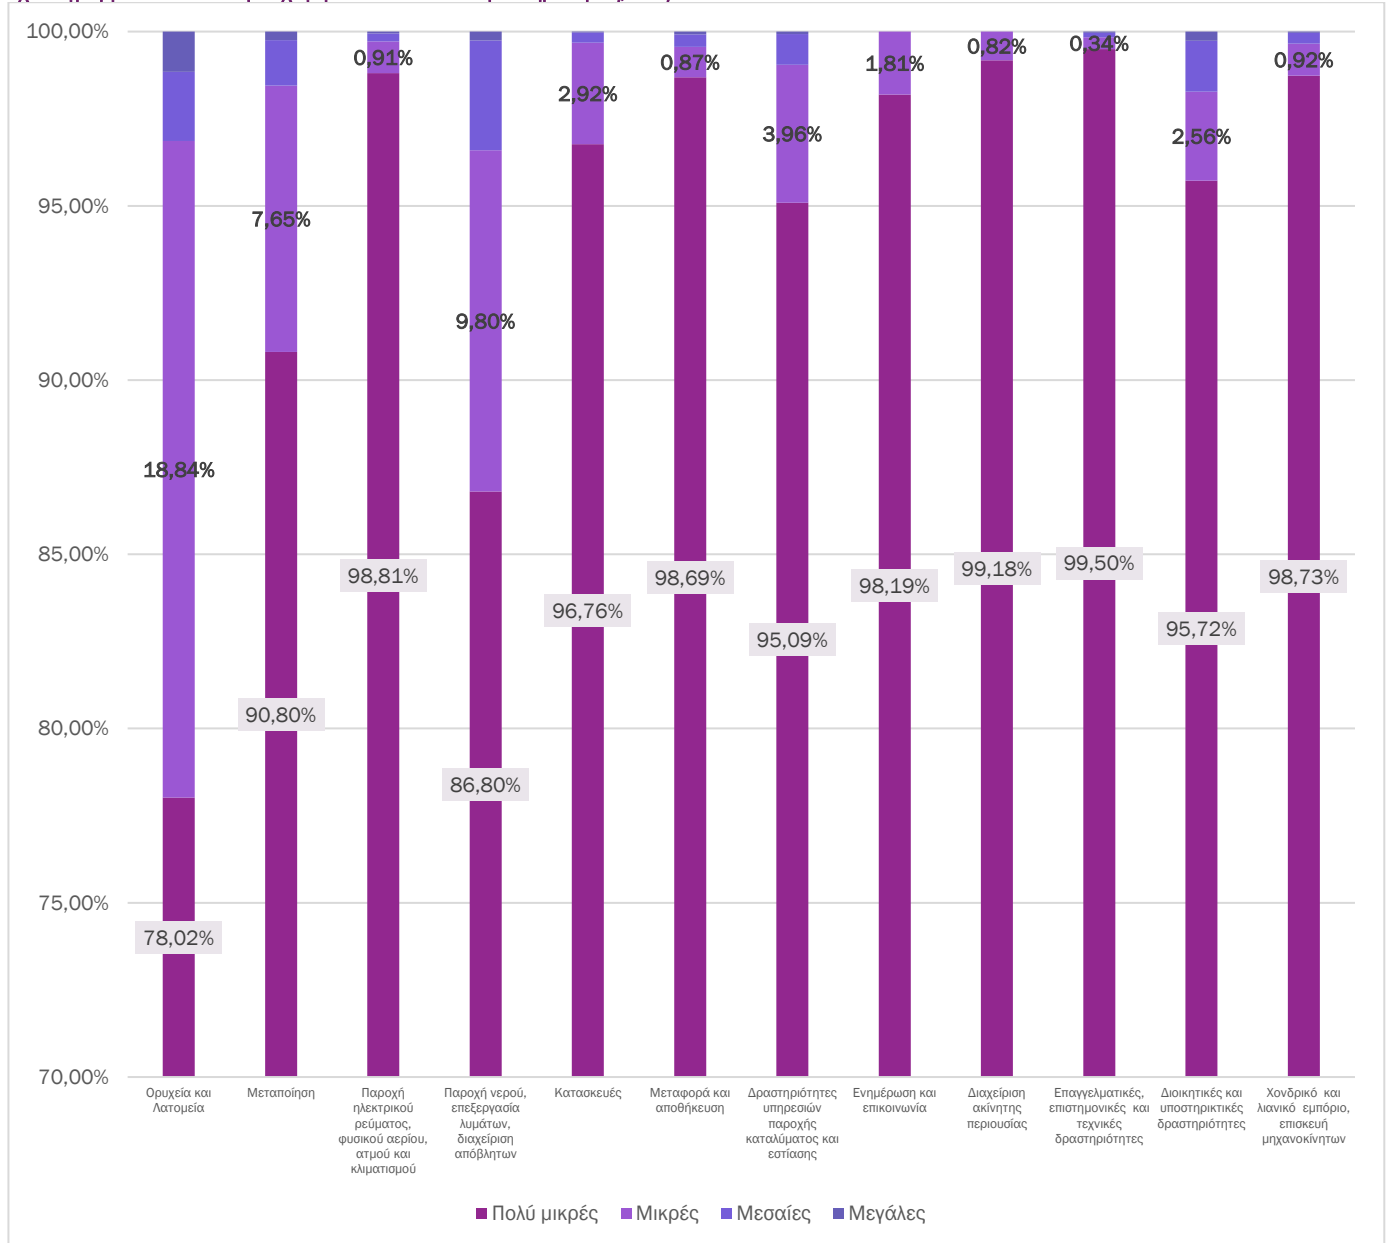 100,00%
95,00%
90,00%
85,00%
80,00%
75,00%
70,00%
18,84%
7,65%
0,91%
9,80%
2,92%
0,87%
3,96%
1,81%
0,82%
0,34%
2,56%
0,92%
78,02%
90,80%
98,81%
86,80%
96,76%
98,69%
95,09%
98,19%
99,18%
99,50%
95,72%
98,73%
Ορυχεία και
Λατομεία
Μεταποίηση
Παροχή
ηλεκτρικού
ρεύματος,
φυσικού αερίου,
ατμού και
κλιματισμού
Παροχή νερού,
επεξεργασία
λυμάτων,
διαχείριση
απόβλητων
Κατασκευές
Μεταφορά και
αποθήκευση
Δραστηριότητες
υπηρεσιών
παροχής
καταλύματος και
εστίασης
Ενημέρωση και
επικοινωνία
Διαχείριση
ακίνητης
περιουσίας
Επαγγελματικές,
επιστημονικές και
τεχνικές
δραστηριότητες
Διοικητικές και
υποστηρικτικές
δραστηριότητες
Χονδρικό και
λιανικό εμπόριο,
επισκευή
μηχανοκίνητων
Πολύ μικρές
Μικρές
Μεσαίες
Μεγάλες